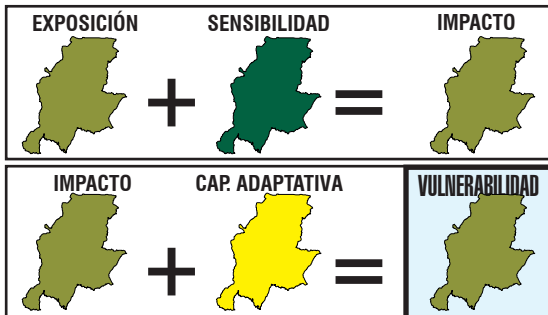 EXPOSICIÓN SENSIBILIDAD IMPACTO
+ =
IMPACTO CAP. ADAPTATIVA VULNERABILIDAD
+ =